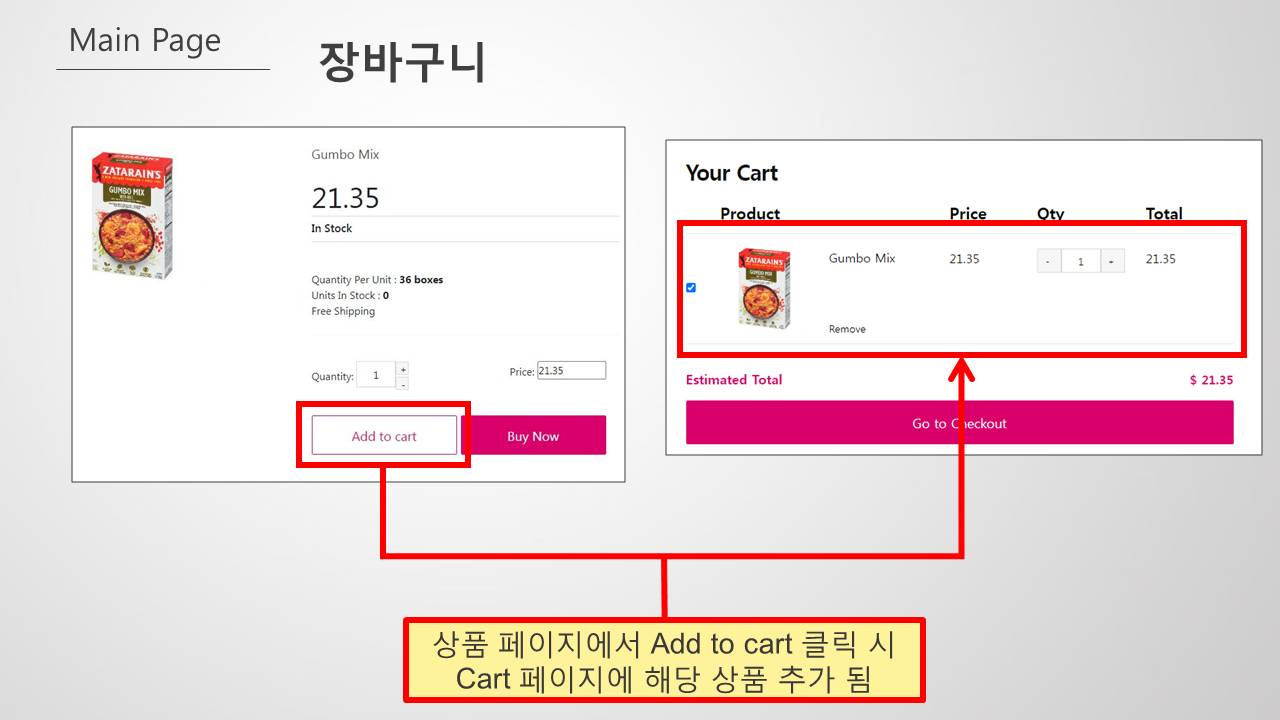 Main Page
장바구니
ZATARAIN'S
GUMBO MIX
Gumbo Mix
21.35
In Stock
Quantity Per Unit : 36 boxes
Units In Stock : 0
Free Shipping
Quantity: 1 + -
Price: 21.35
Add to cart
Buy Now
Your Cart
Product Price Qty Total
ZATARAIN'S
GUMBO MIX
Gumbo Mix 21.35 - 1 + 21.35
Remove
Estimated Total $ 21.35
Go to Checkout
상품 페이지에서 Add to cart 클릭 시
Cart 페이지에 해당 상품 추가 됨